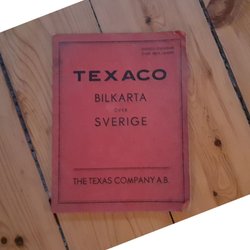 TEXACO
BILKARTA
ÖVER
SVERIGE
THE TEXAS COMPANY A.B.